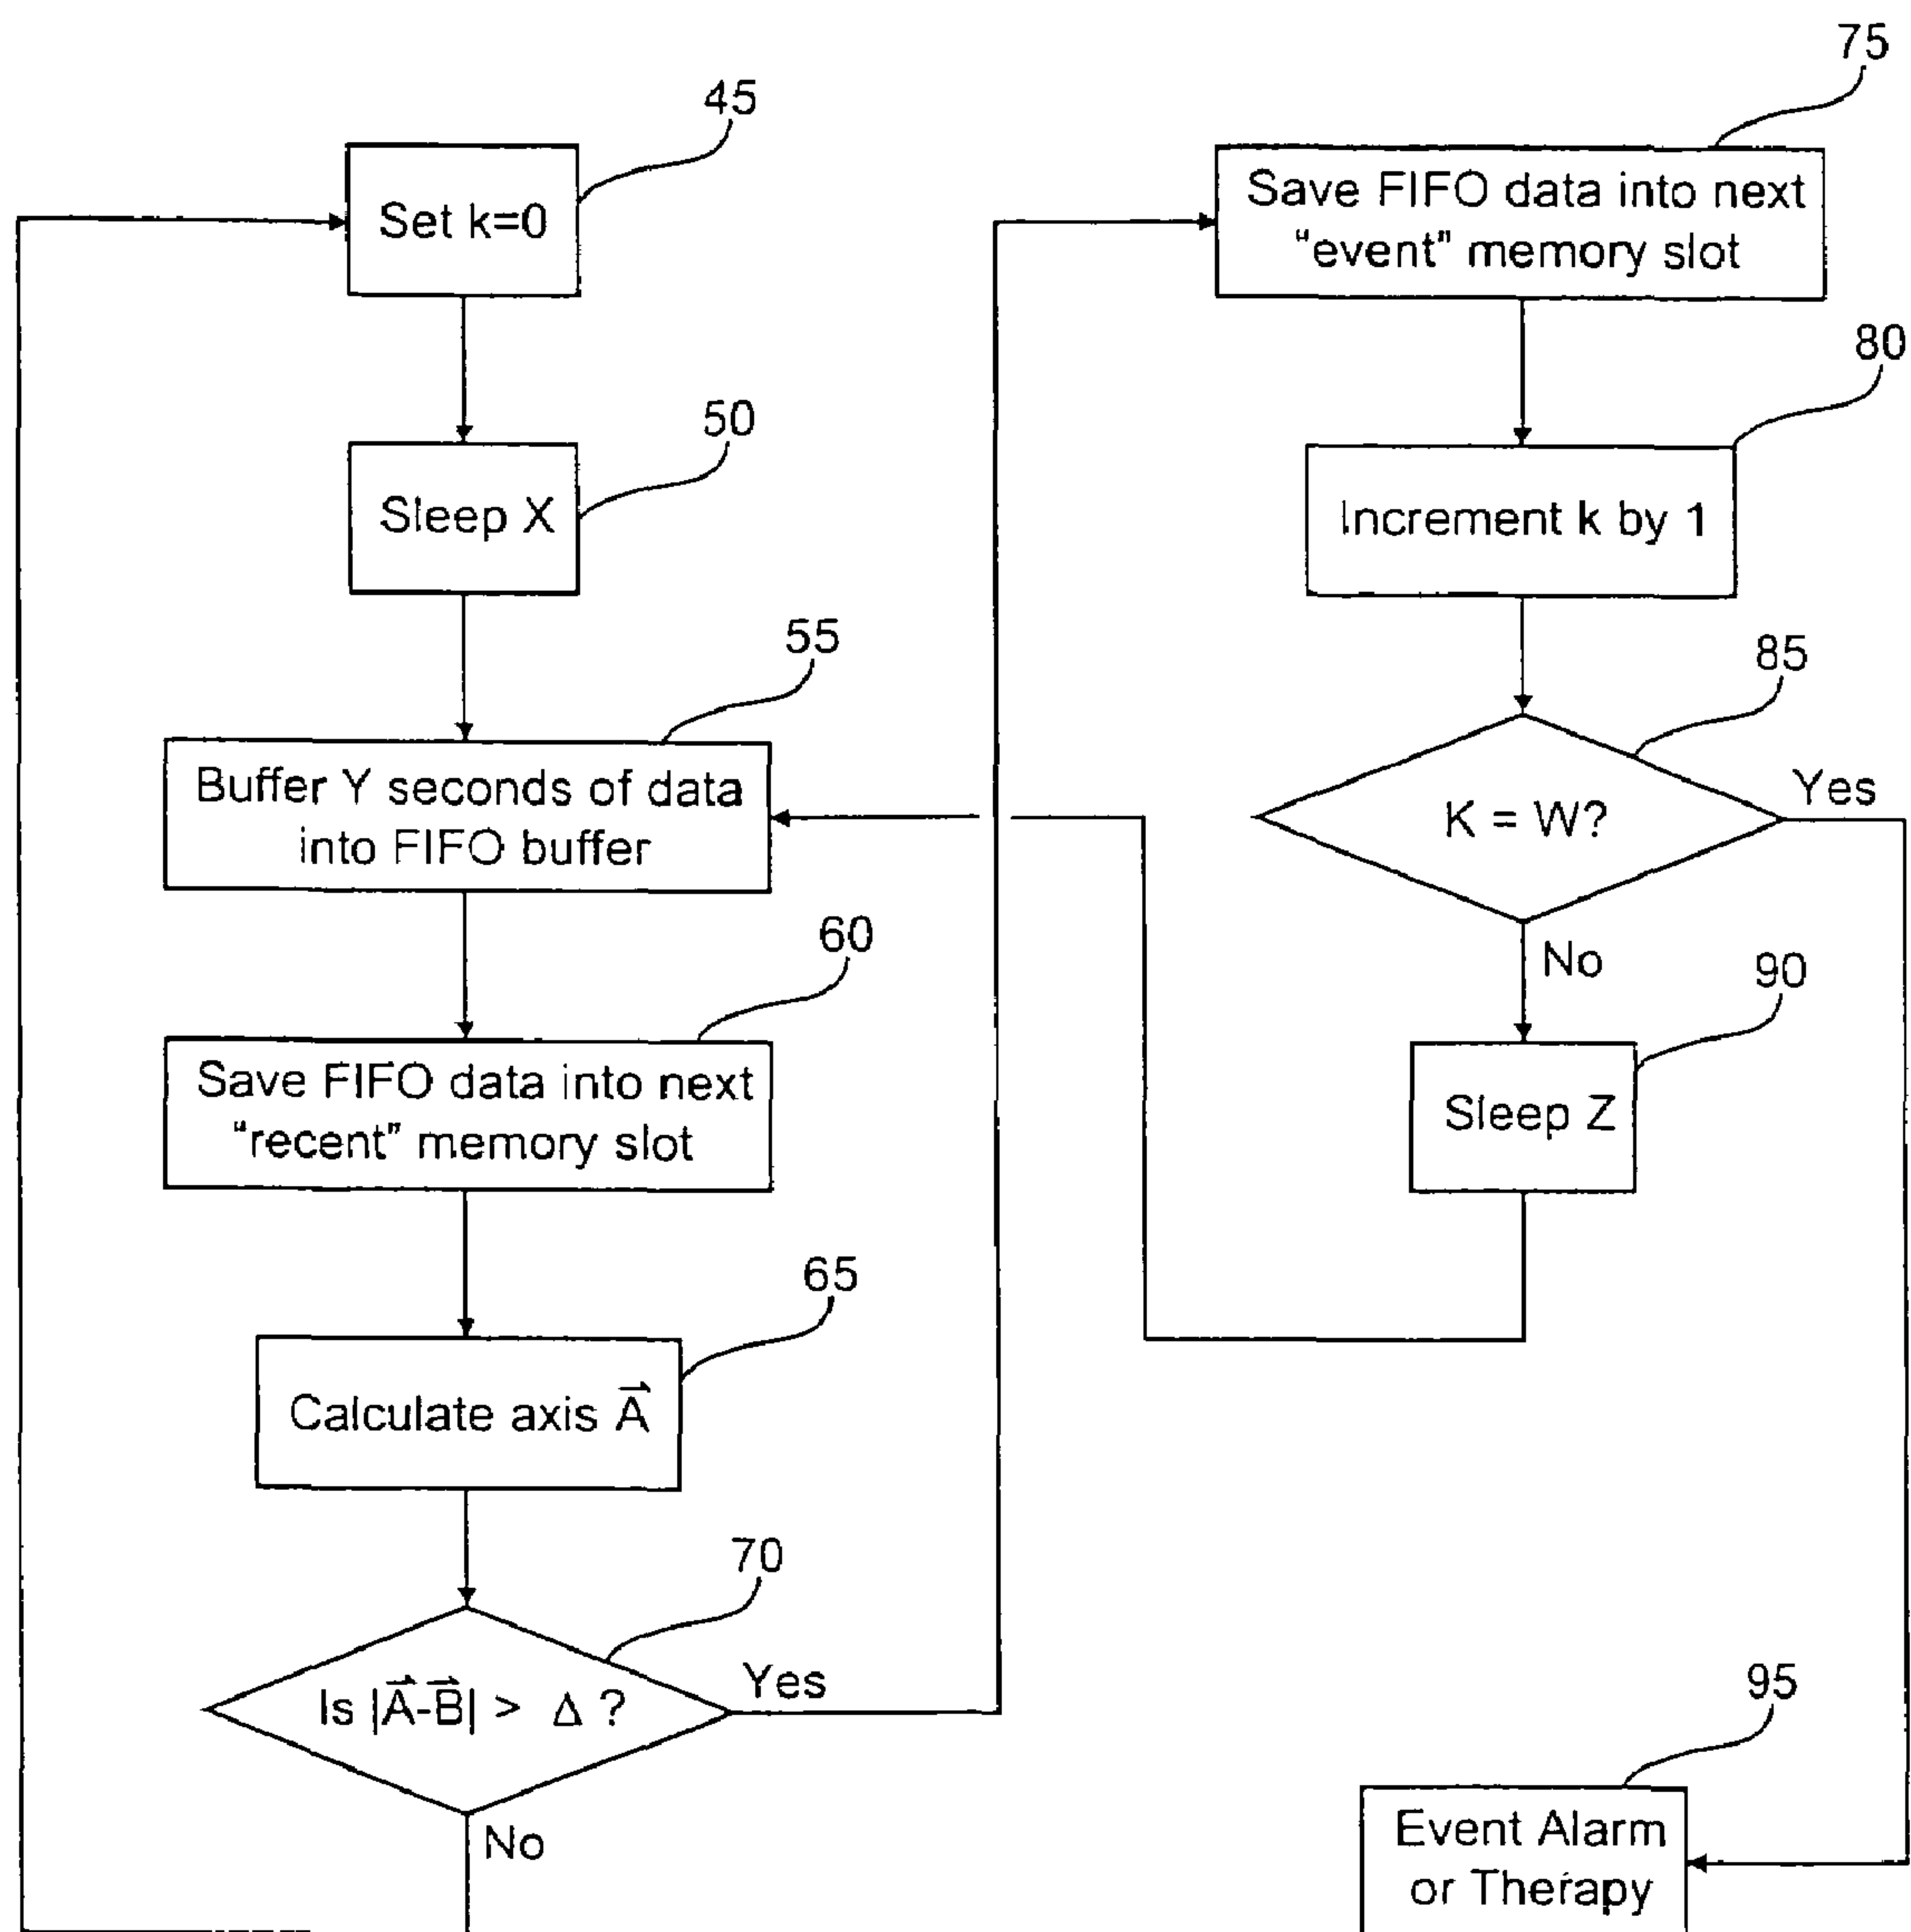 45
Set k=0
50
Sleep X
55
Buffer Y seconds of data
into FIFO buffer
60
Save FIFO data into next
“recent” memory slot
65
Calculate axis A⃗
70
Is |A⃗-B⃗| > Δ ?
Yes
No
75
Save FIFO data into next
“event” memory slot
80
Increment k by 1
85
K = W?
Yes
No
90
Sleep Z
95
Event Alarm
or Therapy